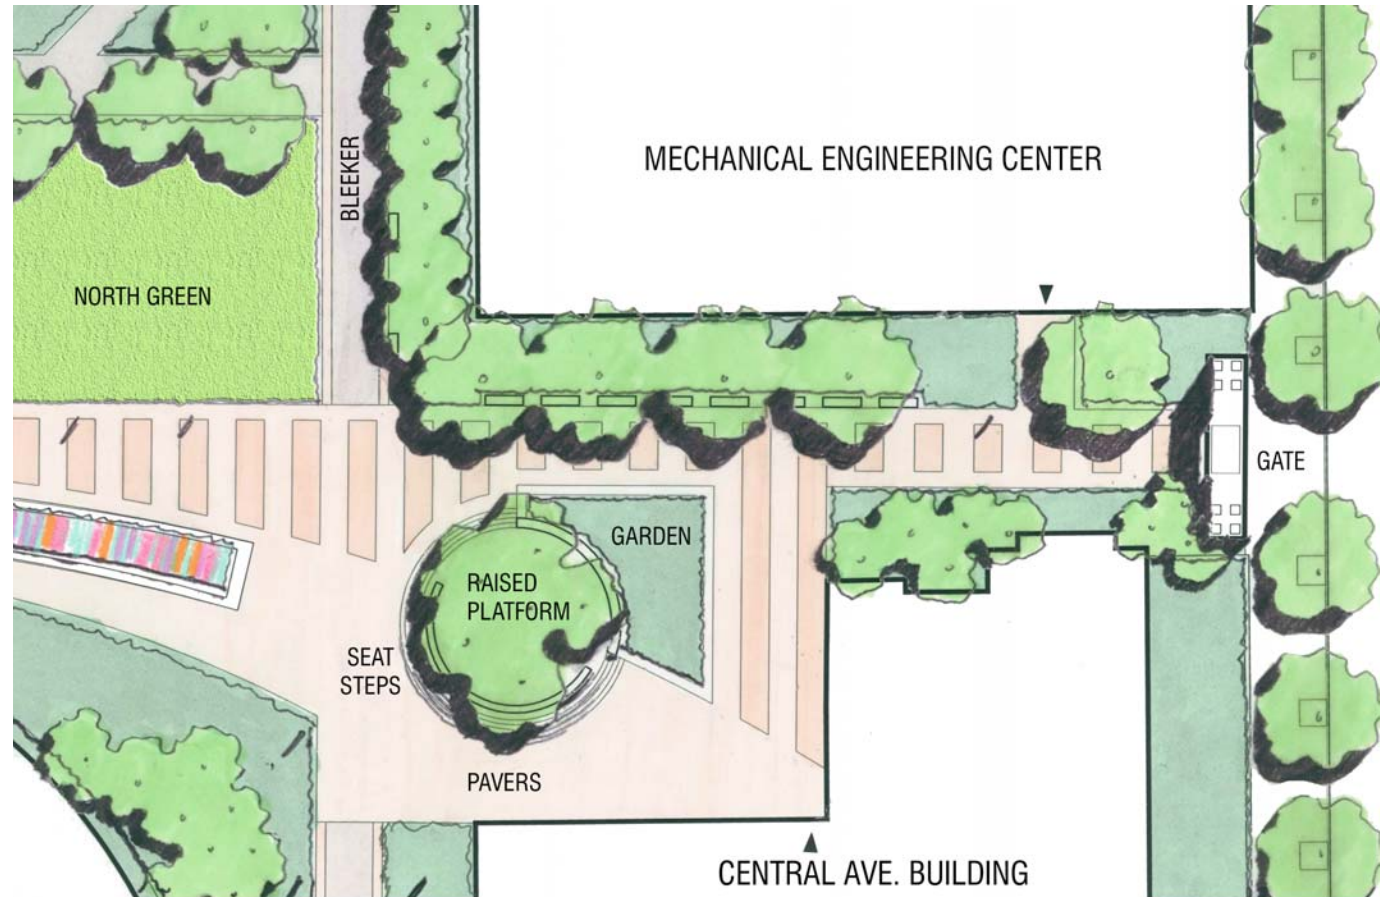 MECHANICAL ENGINEERING CENTER
BLEEKER
NORTH GREEN
GATE
GARDEN
RAISED
PLATFORM
SEAT
STEPS
PAVERS
CENTRAL AVE. BUILDING